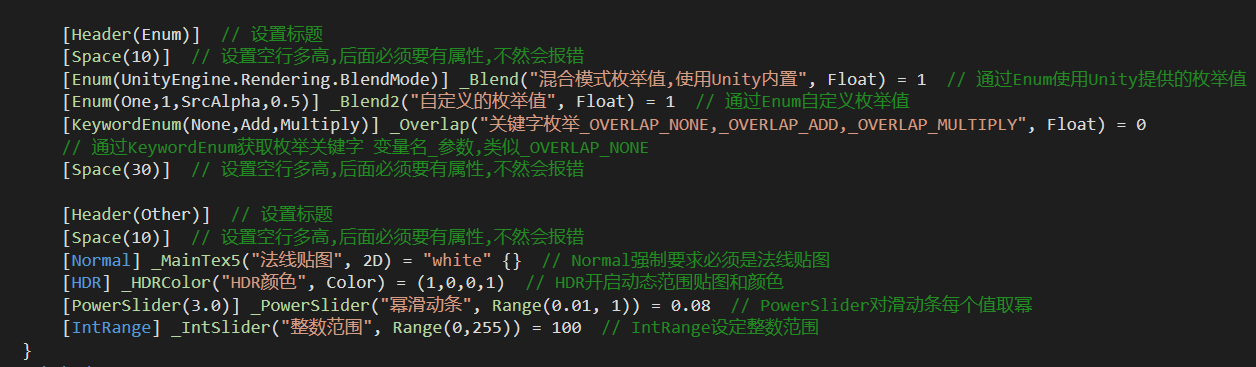 [Header(Enum)]  // 设置标题
[Space(10)]  // 设置空行多高,后面必须要有属性,不然会报错
[Enum(UnityEngine.Rendering.BlendMode)] _Blend("混合模式枚举值,使用Unity内置", Float) = 1  // 通过Enum使用Unity提供的枚举值
[Enum(One,1,SrcAlpha,0.5)] _Blend2("自定义的枚举值", Float) = 1  // 通过Enum自定义枚举值
[KeywordEnum(None,Add,Multiply)] _Overlap("关键字枚举_OVERLAP_NONE,_OVERLAP_ADD,_OVERLAP_MULTIPLY", Float) = 0
// 通过KeywordEnum获取枚举关键字 变量名_参数,类似_OVERLAP_NONE
[Space(30)]  // 设置空行多高,后面必须要有属性,不然会报错
[Header(Other)]  // 设置标题
[Space(10)]  // 设置空行多高,后面必须要有属性,不然会报错
[Normal] _MainTex5("法线贴图", 2D) = "white" {}  // Normal强制要求必须是法线贴图
[HDR] _HDRColor("HDR颜色", Color) = (1,0,0,1)  // HDR开启动态范围贴图和颜色
[PowerSlider(3.0)] _PowerSlider("幂滑动条", Range(0.01, 1)) = 0.08  // PowerSlider对滑动条每个值取幂
[IntRange] _IntSlider("整数范围", Range(0,255)) = 100  // IntRange设定整数范围
}